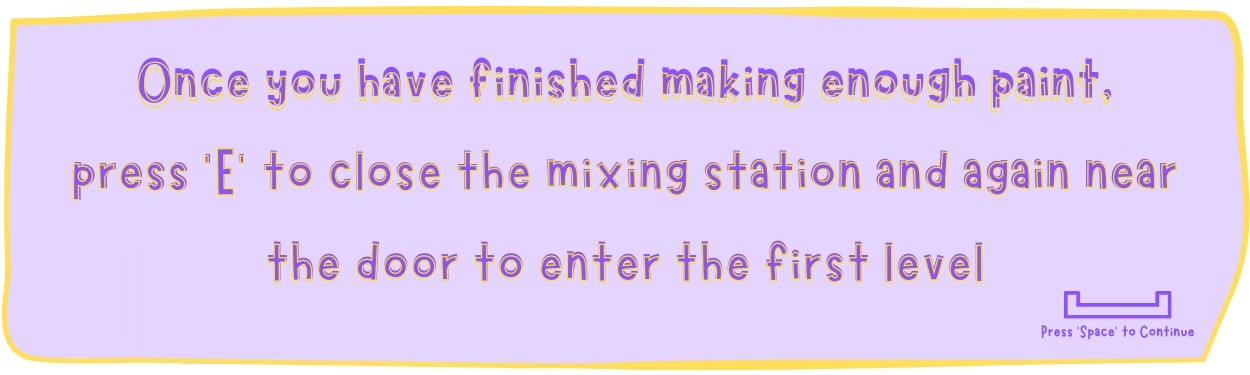 Once you have finished making enough paint,
press 'E' to close the mixing station and again near
the door to enter the first level
Press 'Space' to Continue